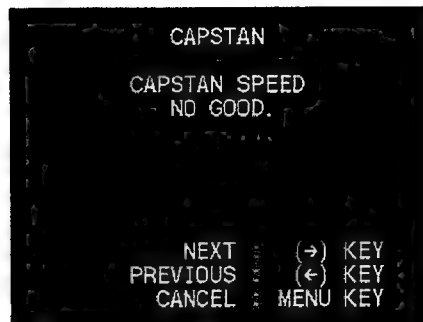 CAPSTAN
CAPSTAN SPEED
NO GOOD.
NEXT : (→) KEY
PREVIOUS : (←) KEY
CANCEL : MENU KEY